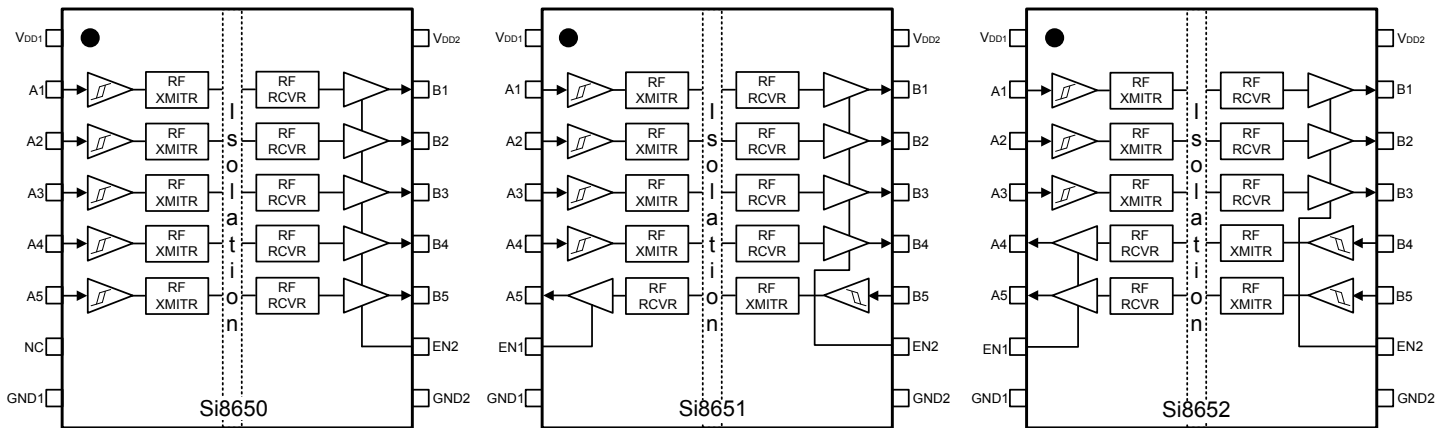 VDD1
VDD2
A1
RF XMITR
RF RCVR
B1
A2
RF XMITR
RF RCVR
B2
A3
RF XMITR
RF RCVR
B3
A4
RF XMITR
RF RCVR
B4
A5
RF XMITR
RF RCVR
B5
Isolation
NC
EN2
GND1
GND2
Si8650
VDD1
VDD2
A1
RF XMITR
RF RCVR
B1
A2
RF XMITR
RF RCVR
B2
A3
RF XMITR
RF RCVR
B3
A4
RF XMITR
RF RCVR
B4
A5
RF RCVR
RF XMITR
B5
Isolation
EN1
EN2
GND1
GND2
Si8651
VDD1
VDD2
A1
RF XMITR
RF RCVR
B1
A2
RF XMITR
RF RCVR
B2
A3
RF XMITR
RF RCVR
B3
A4
RF RCVR
RF XMITR
B4
A5
RF RCVR
RF XMITR
B5
Isolation
EN1
EN2
GND1
GND2
Si8652